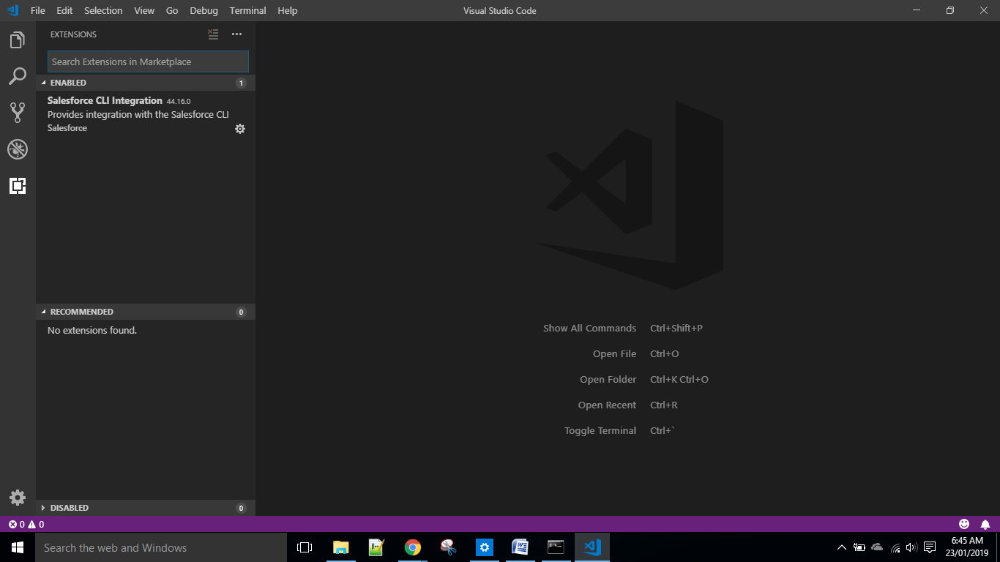 File Edit Selection View Go Debug Terminal Help
Visual Studio Code
EXTENSIONS
Search Extensions in Marketplace
ENABLED 1
Salesforce CLI Integration 44.16.0
Provides integration with the Salesforce CLI
Salesforce
RECOMMENDED 0
No extensions found.
DISABLED 0
Show All Commands Ctrl+Shift+P
Open File Ctrl+O
Open Folder Ctrl+K Ctrl+O
Open Recent Ctrl+R
Toggle Terminal Ctrl+`
0 0
Search the web and Windows
6:45 AM
23/01/2019